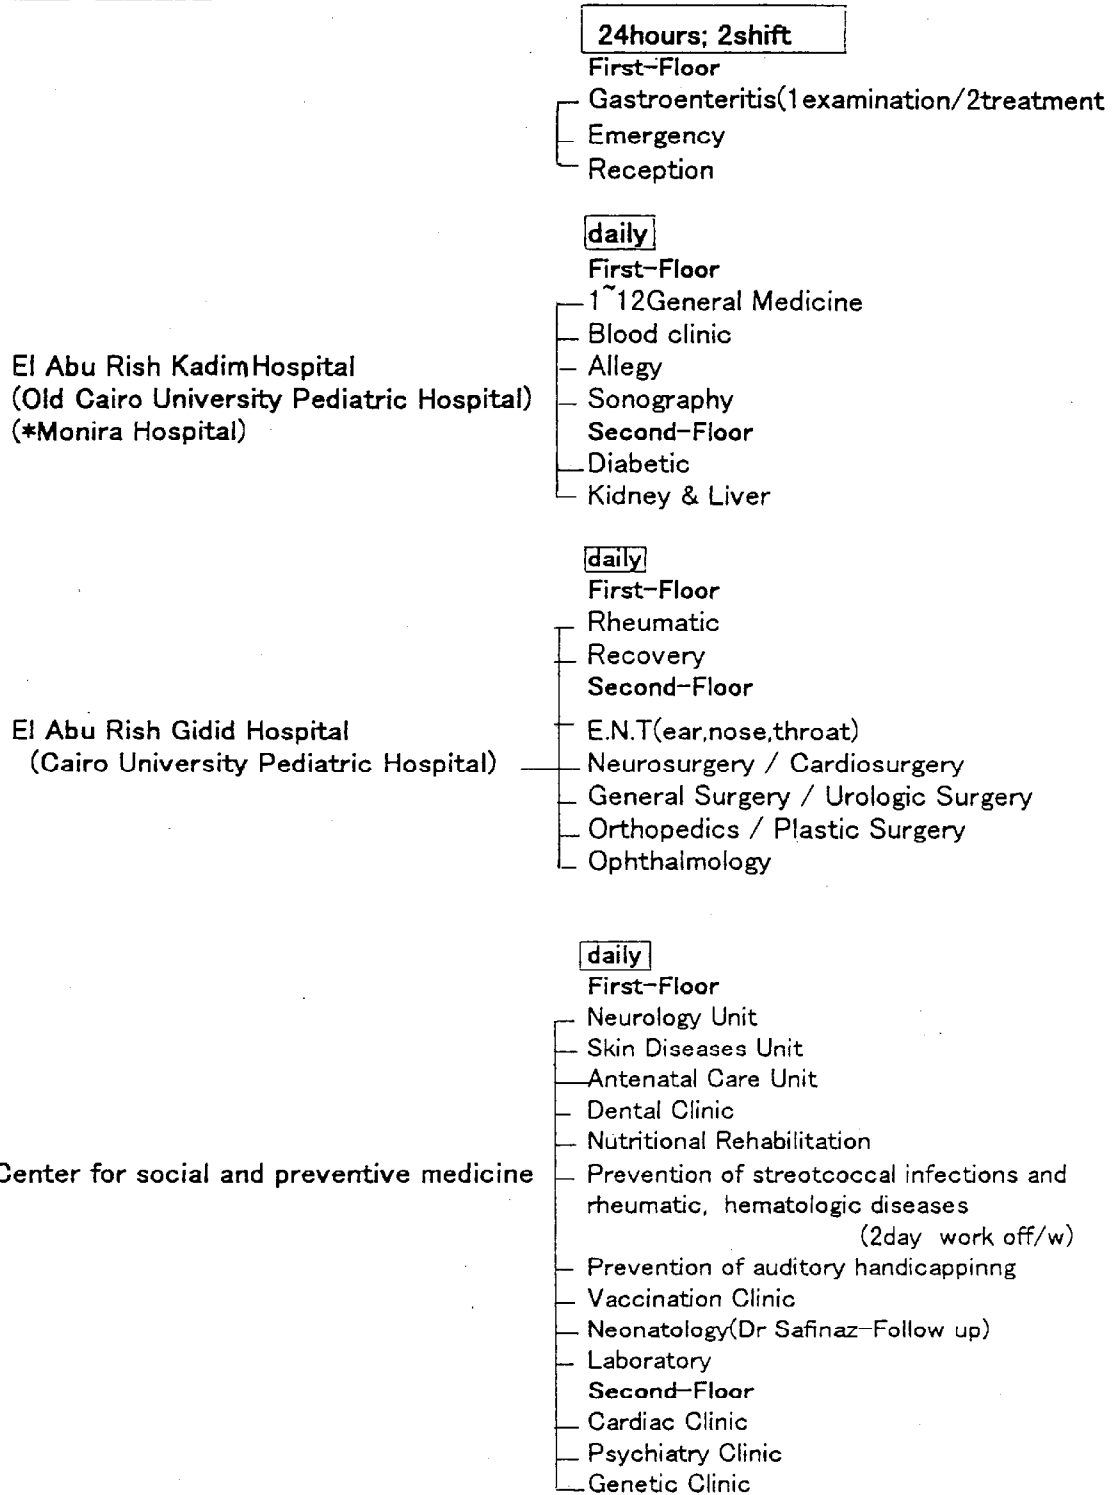 24hours; 2shift
First-Floor
Gastroenteritis(1examination/2treatment
Emergency
Reception
daily
First-Floor
1~12General Medicine
Blood clinic
Allegy
Sonography
Second-Floor
Diabetic
Kidney & Liver
El Abu Rish KadimHospital
(Old Cairo University Pediatric Hospital)
(*Monira Hospital)
daily
First-Floor
Rheumatic
Recovery
Second-Floor
E.N.T(ear,nose,throat)
Neurosurgery / Cardiosurgery
General Surgery / Urologic Surgery
Orthopedics / Plastic Surgery
Ophthalmology
El Abu Rish Gidid Hospital
(Cairo University Pediatric Hospital)
daily
First-Floor
Neurology Unit
Skin Diseases Unit
Antenatal Care Unit
Dental Clinic
Nutritional Rehabilitation
Center for social and preventive medicine
Prevention of streotcoccal infections and
rheumatic, hematologic diseases
(2day work off/w)
Prevention of auditory handicappinng
Vaccination Clinic
Neonatology(Dr Safinaz-Follow up)
Laboratory
Second-Floor
Cardiac Clinic
Psychiatry Clinic
Genetic Clinic